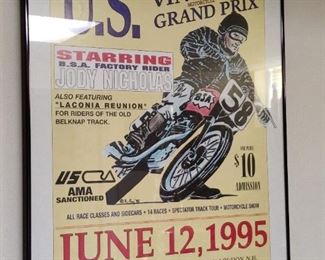 U.S.
GRAND PRIX
STARRING
B.S.A. FACTORY RIDER
JODY NICHOLAS
ALSO FEATURING
"LACONIA REUNION"
FOR RIDERS OF THE OLD
BELKNAP TRACK.
58
BSA
ONE PERSON
$10
ADMISSION
AMA
SANCTIONED
ALL RACE CLASSES AND SIDECARS • 14 RACES • SPECTATOR TRACK TOUR • MOTORCYCLE SHOW
JUNE 12, 1995